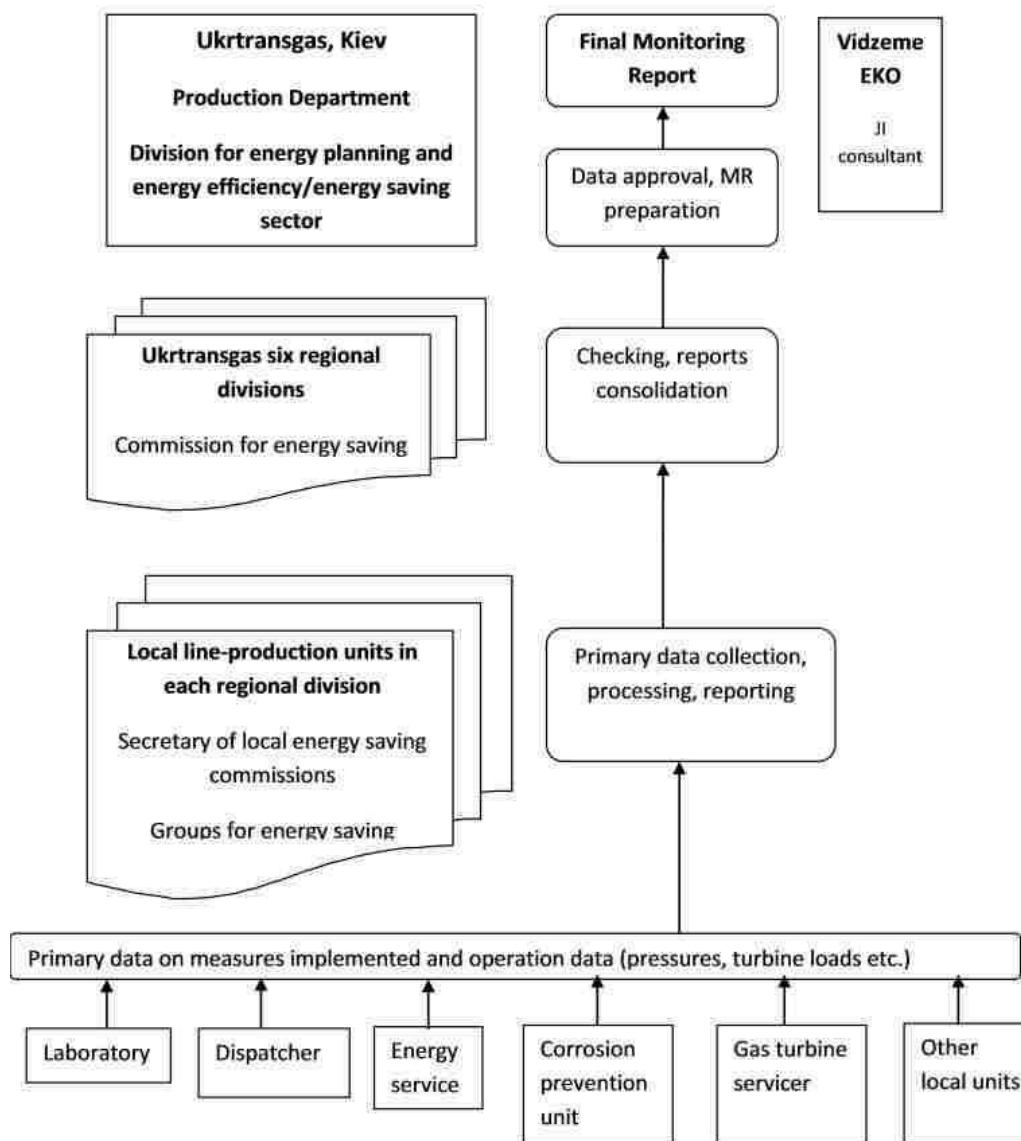 Ukrtransgas, Kiev
Production Department
Division for energy planning and
energy efficiency/energy saving
sector
Final Monitoring
Report
Vidzeme
EKO
JI
consultant
Data approval, MR
preparation
Ukrtransgas six regional
divisions
Commission for energy saving
Checking, reports
consolidation
Local line-production units in
each regional division
Secretary of local energy saving
commissions
Groups for energy saving
Primary data collection,
processing, reporting
Primary data on measures implemented and operation data (pressures, turbine loads etc.)
Laboratory
Dispatcher
Energy
service
Corrosion
prevention
unit
Gas turbine
servicer
Other
local units